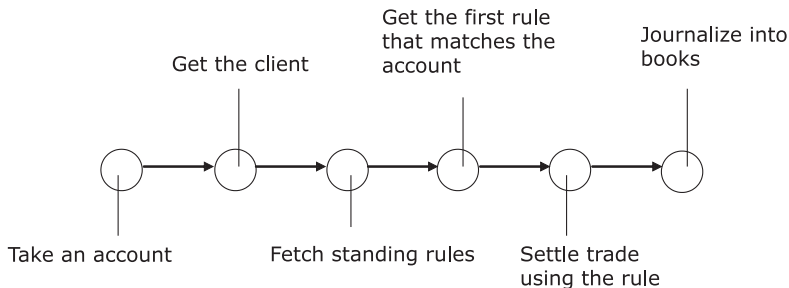 Take an account
Get the client
Fetch standing rules
Get the first rule
that matches the
account
Settle trade
using the rule
Journalize into
books